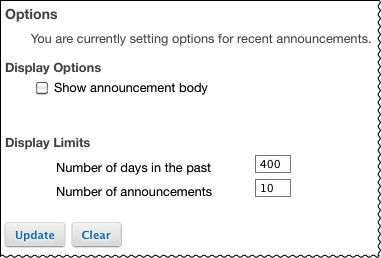 Options
You are currently setting options for recent announcements.
Display Options
Show announcement body
Display Limits
Number of days in the past 400
Number of announcements 10
Update Clear